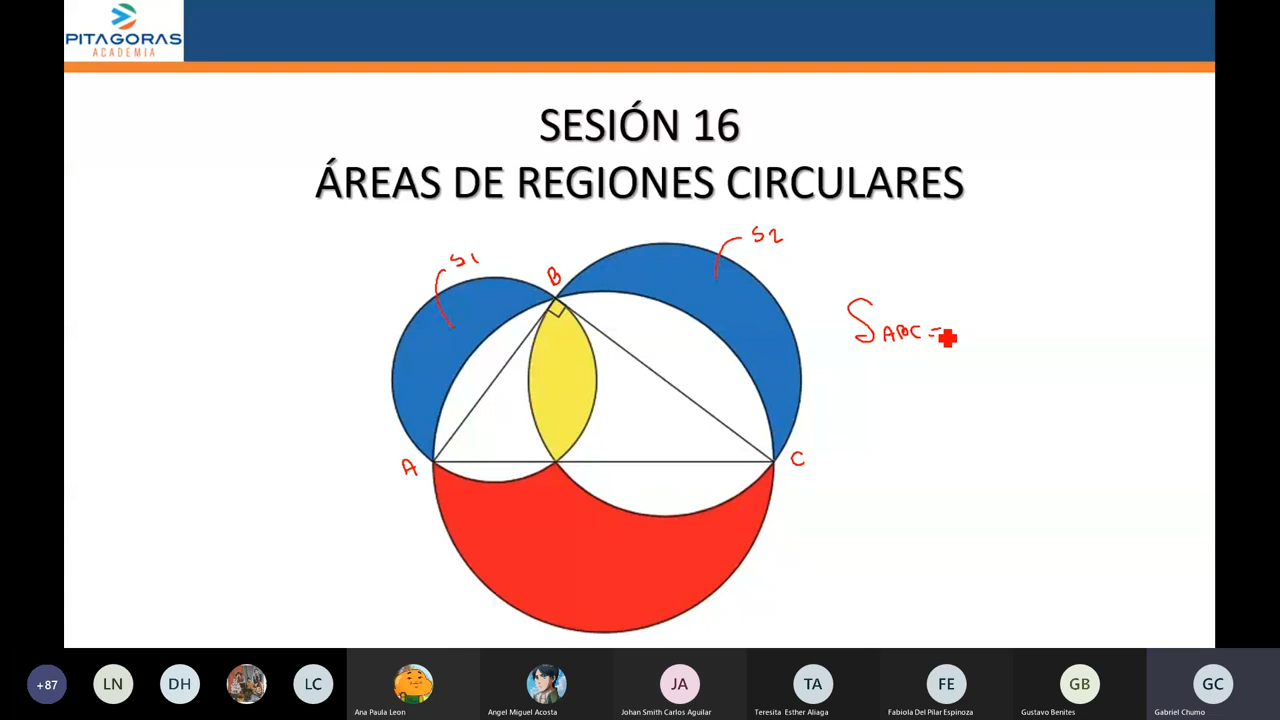 PITAGORAS
ACADEMIA
SESIÓN 16
ÁREAS DE REGIONES CIRCULARES
S1
B
S2
SABC =
A
C
+87
LN
DH
LC
JA
TA
FE
GB
GC
Ana Paula Leon
Angel Miguel Acosta
Johan Smith Carlos Aguilar
Teresita Esther Aliaga
Fabiola Del Pilar Espinoza
Gustavo Benites
Gabriel Chumo